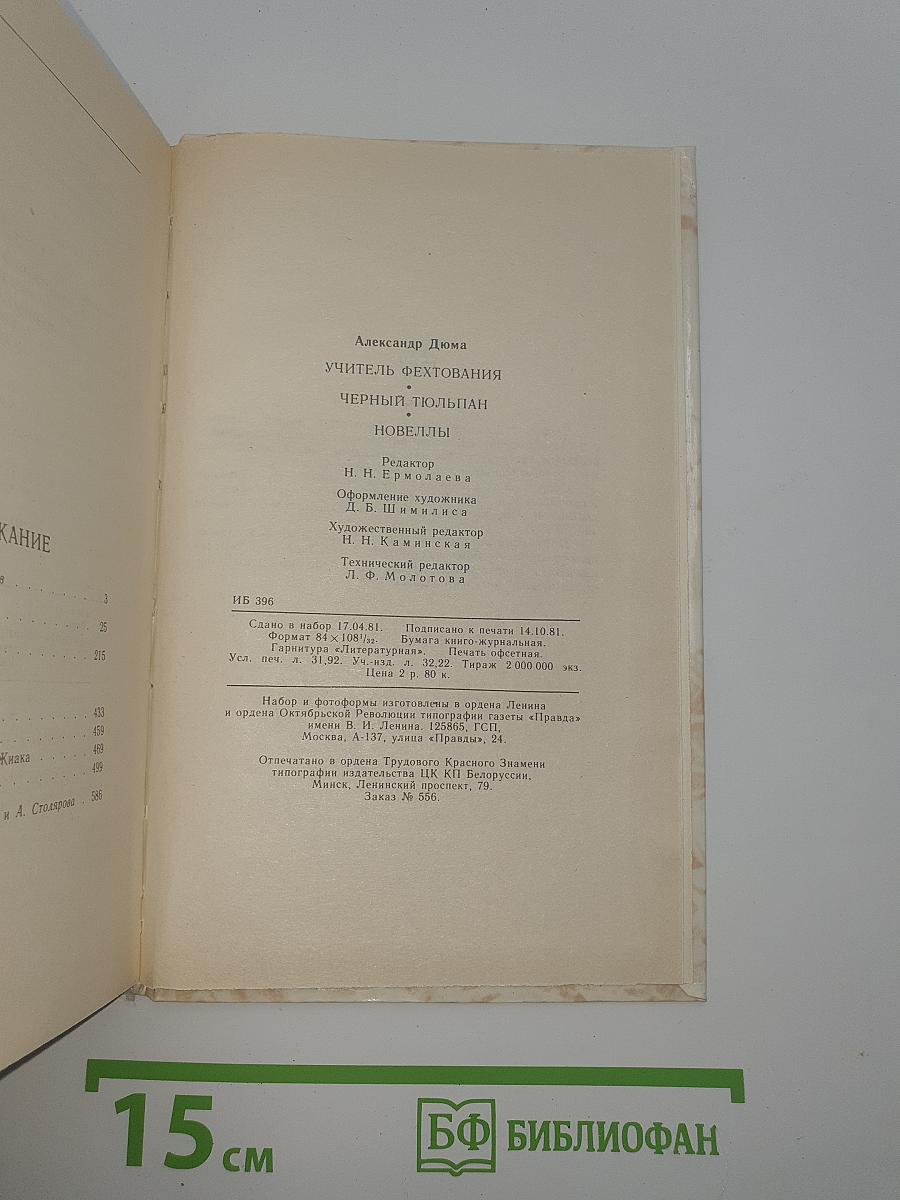 КАНИЕ
3
25
215
433
459
Жиака 469
499
и А. Столярова 586
Александр Дюма
УЧИТЕЛЬ ФЕХТОВАНИЯ
•
ЧЕРНЫЙ ТЮЛЬПАН
•
НОВЕЛЛЫ
Редактор
Н. Н. Ермолаева
Оформление художника
Д. Б. Шимилиса
Художественный редактор
Н. Н. Каминская
Технический редактор
Л. Ф. Молотова
ИБ 396
Сдано в набор 17.04.81. Подписано к печати 14.10.81.
Формат 84×108¹/₃₂. Бумага книго-журнальная.
Гарнитура «Литературная». Печать офсетная.
Усл. печ. л. 31,92. Уч.-изд. л. 32,22. Тираж 2 000 000 экз.
Цена 2 р. 80 к.
Набор и фотоформы изготовлены в ордена Ленина
и ордена Октябрьской Революции типографии газеты «Правда»
имени В. И. Ленина. 125865, ГСП,
Москва, А-137, улица «Правды», 24.
Отпечатано в ордена Трудового Красного Знамени
типографии издательства ЦК КП Белоруссии,
Минск, Ленинский проспект, 79.
Заказ № 556.
15 см
БФ БИБЛИОФАН